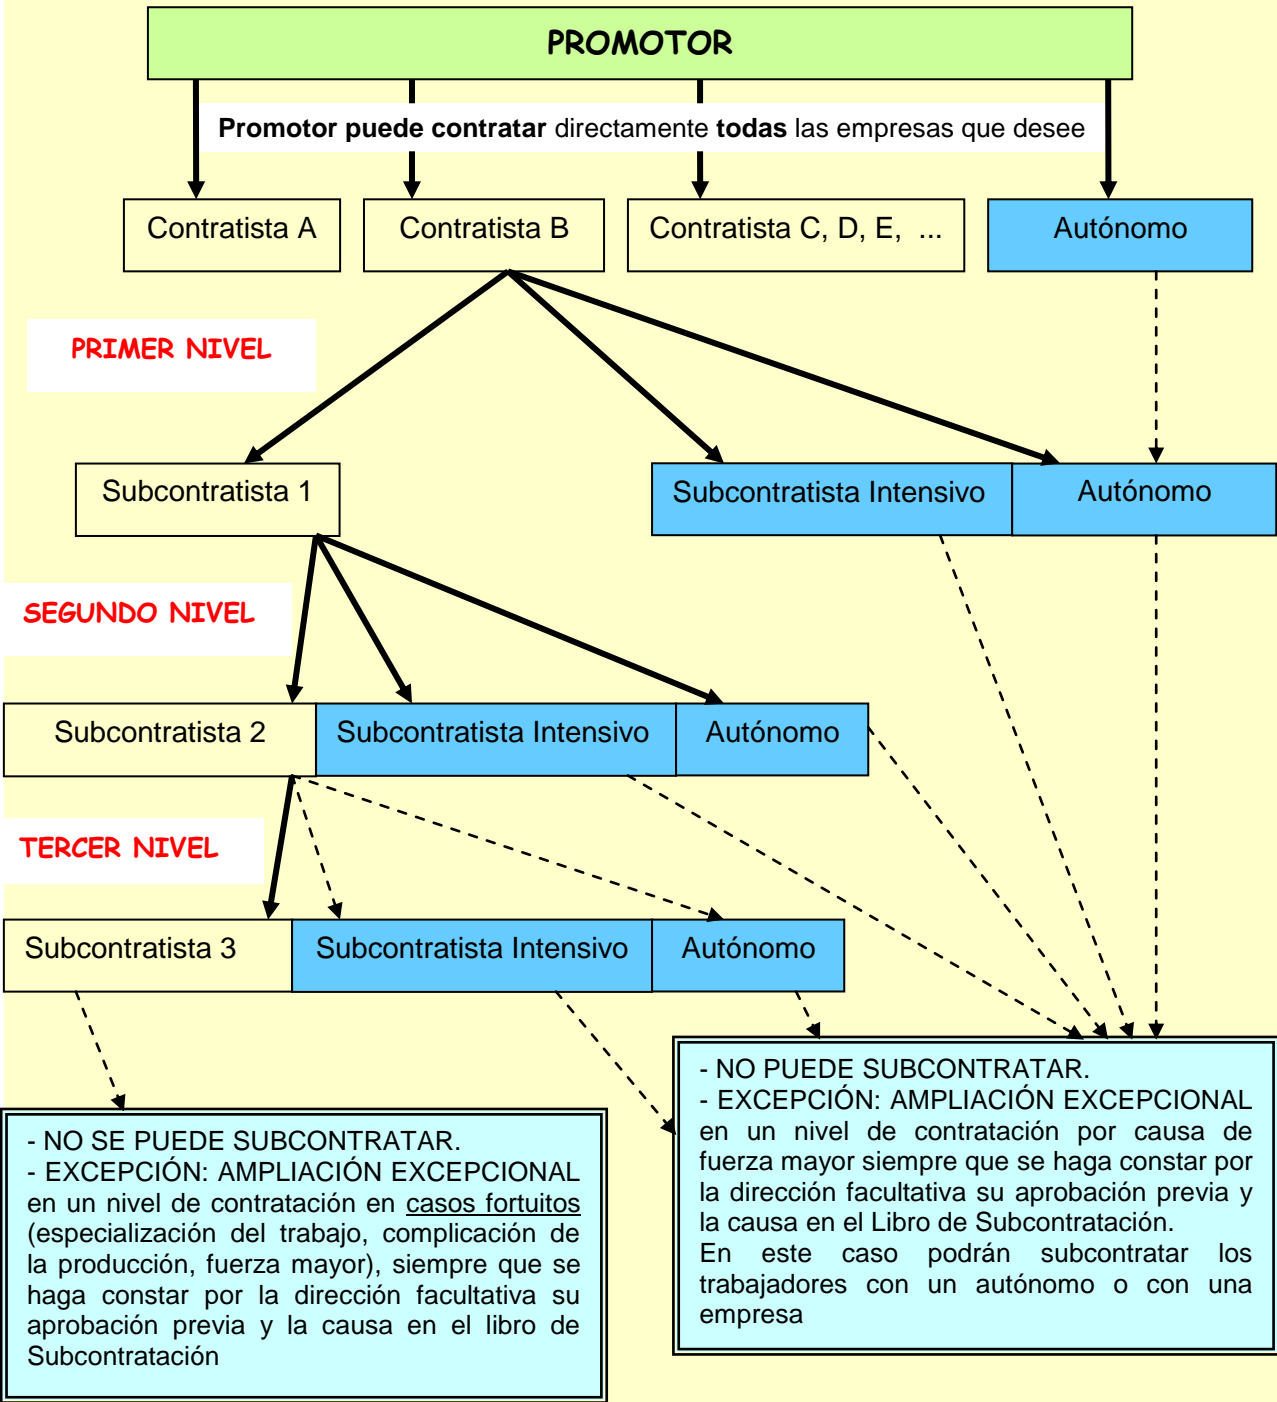 PROMOTOR
Promotor puede contratar directamente todas las empresas que desee
Contratista A
Contratista B
Contratista C, D, E, ...
Autónomo
PRIMER NIVEL
Subcontratista 1
Subcontratista Intensivo
Autónomo
SEGUNDO NIVEL
Subcontratista 2
Subcontratista Intensivo
Autónomo
TERCER NIVEL
Subcontratista 3
Subcontratista Intensivo
Autónomo
- NO SE PUEDE SUBCONTRATAR.
- EXCEPCIÓN: AMPLIACIÓN EXCEPCIONAL
en un nivel de contratación en casos fortuitos
(especialización del trabajo, complicación de
la producción, fuerza mayor), siempre que se
haga constar por la dirección facultativa su
aprobación previa y la causa en el libro de
Subcontratación
- NO PUEDE SUBCONTRATAR.
- EXCEPCIÓN: AMPLIACIÓN EXCEPCIONAL
en un nivel de contratación por causa de
fuerza mayor siempre que se haga constar por
la dirección facultativa su aprobación previa y
la causa en el Libro de Subcontratación.
En este caso podrán subcontratar los
trabajadores con un autónomo o con una
empresa